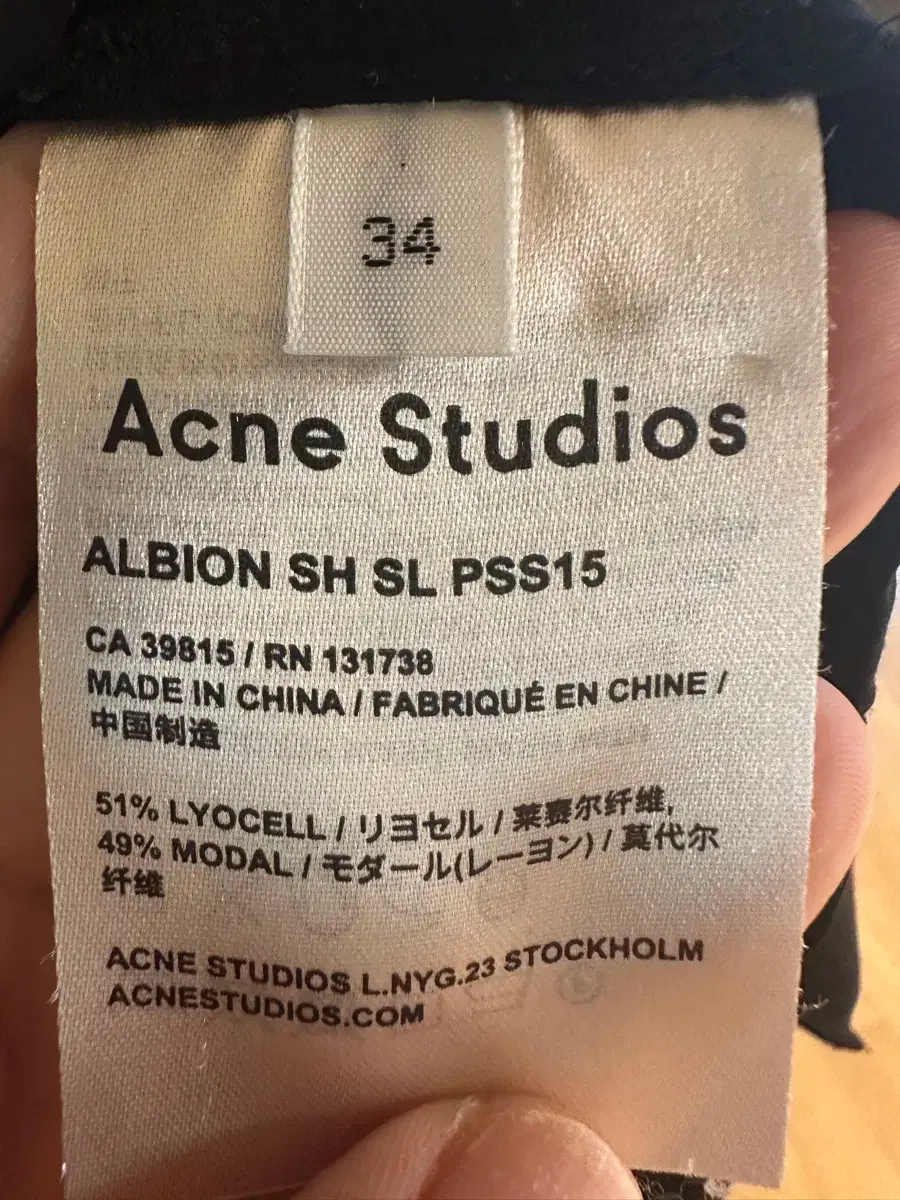 34
Acne Studios
ALBION SH SL PSS15
CA 39815 / RN 131738
MADE IN CHINA / FABRIQUÉ EN CHINE /
中国制造
51% LYOCELL / リヨセル / 莱赛尔纤维,
49% MODAL / モダール(レーヨン) / 莫代尔
纤维
ACNE STUDIOS L.NYG.23 STOCKHOLM
ACNESTUDIOS.COM